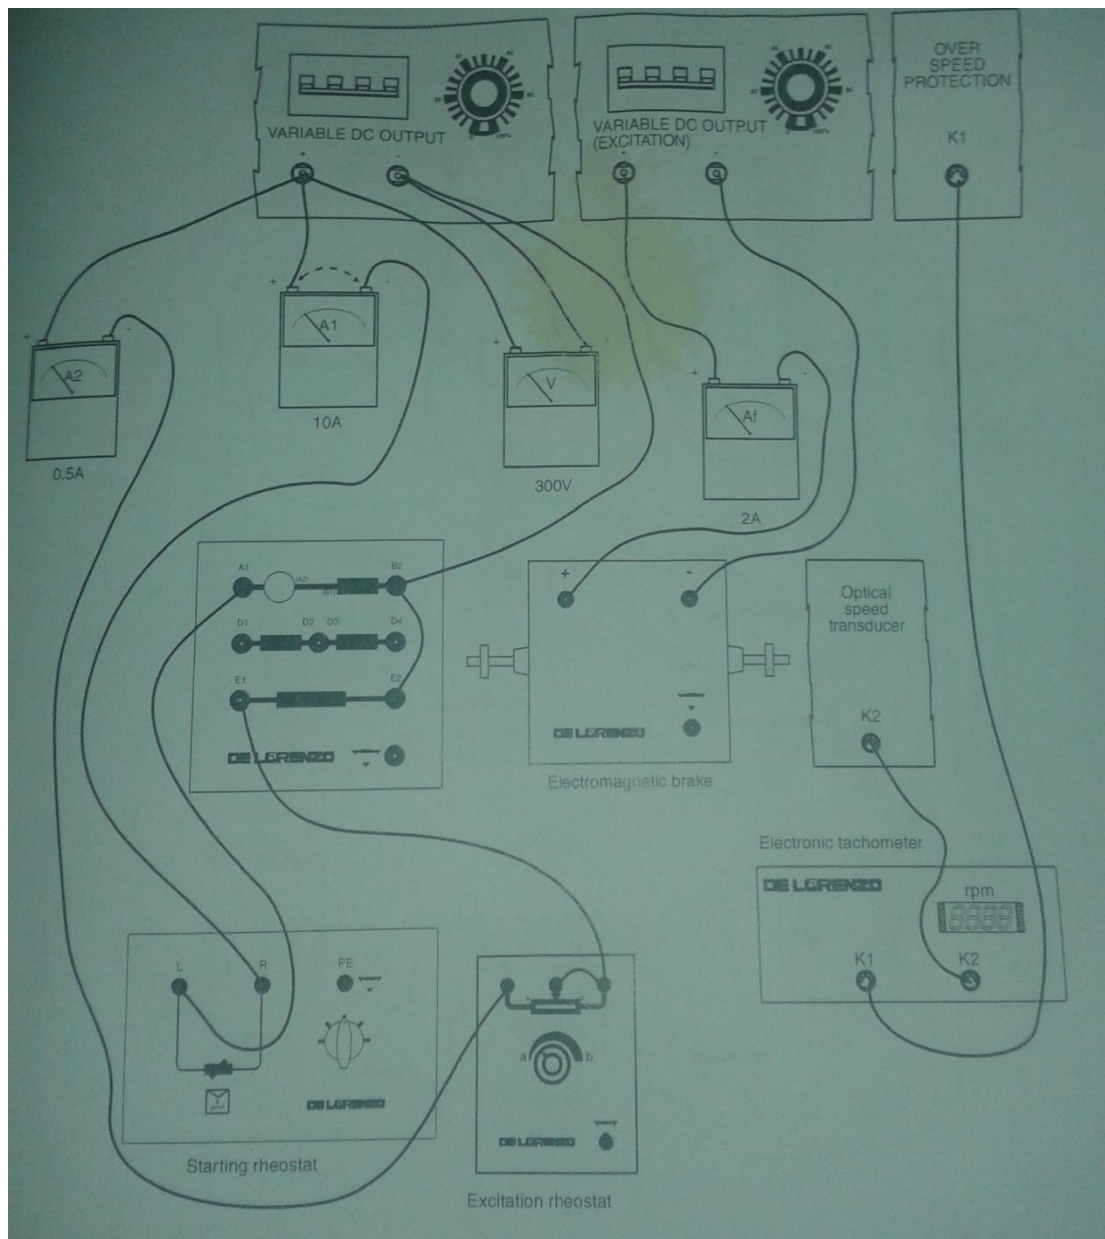 VARIABLE DC OUTPUT
+
-
VARIABLE DC OUTPUT
(EXCITATION)
+
-
OVER
SPEED
PROTECTION
K1
+
-
A2
0.5A
+
-
A1
10A
+
-
V
300V
+
-
Af
2A
A1
(A2)
B2
D1
D2
D3
D4
E1
E2
DE LORENZO
+
-
DE LORENZO
Electromagnetic brake
Optical
speed
transducer
K2
Electronic tachometer
DE LORENZO
rpm
K1
K2
L
R
PE
DE LORENZO
Starting rheostat
a
b
DE LORENZO
Excitation rheostat